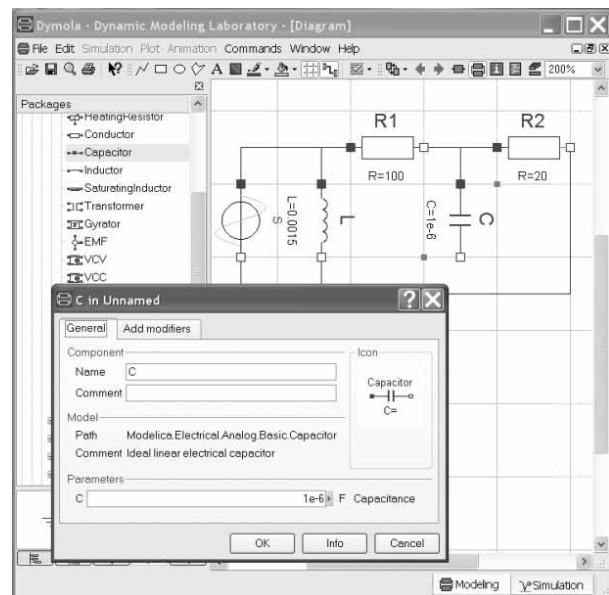 Dymola - Dynamic Modeling Laboratory - [Diagram]
File Edit Simulation Plot Animation Commands Window Help
A 200%
Packages
HeatingResistor
Conductor
Capacitor
Inductor
SaturatingInductor
Transformer
Gyrator
EMF
VCV
VCC
R1
R2
R=100
R=20
S
L=0.0015
L
C=1e-6
C
C in Unnamed
General
Add modifiers
Component
Name C
Comment
Icon
Capacitor
C=
Model
Path Modelica.Electrical.Analog.Basic.Capacitor
Comment Ideal linear electrical capacitor
Parameters
C 1e-6 F Capacitance
OK
Info
Cancel
Modeling
Simulation